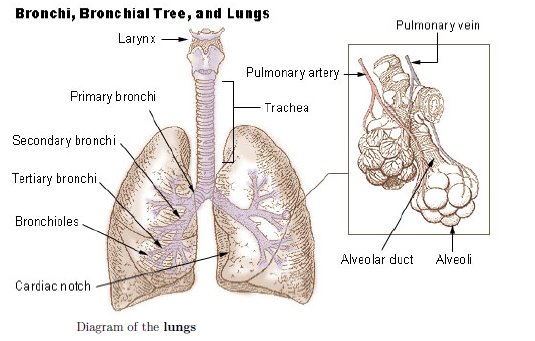 Bronchi, Bronchial Tree, and Lungs
Larynx
Primary bronchi
Secondary bronchi
Tertiary bronchi
Bronchioles
Cardiac notch
Trachea
Pulmonary vein
Pulmonary artery
Alveolar duct
Alveoli
Diagram of the lungs